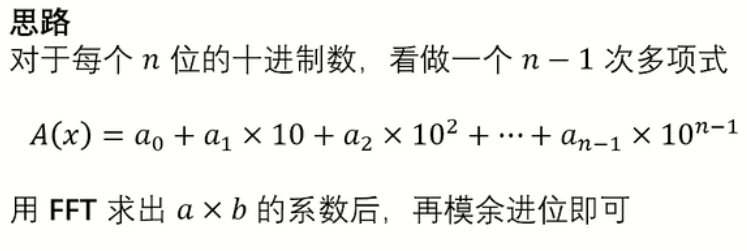 思路
对于每个 n 位的十进制数，看做一个 n − 1 次多项式
A(x) = a₀ + a₁ × 10 + a₂ × 10² + ⋯ + aₙ₋₁ × 10ⁿ⁻¹
用 FFT 求出 a × b 的系数后，再模余进位即可